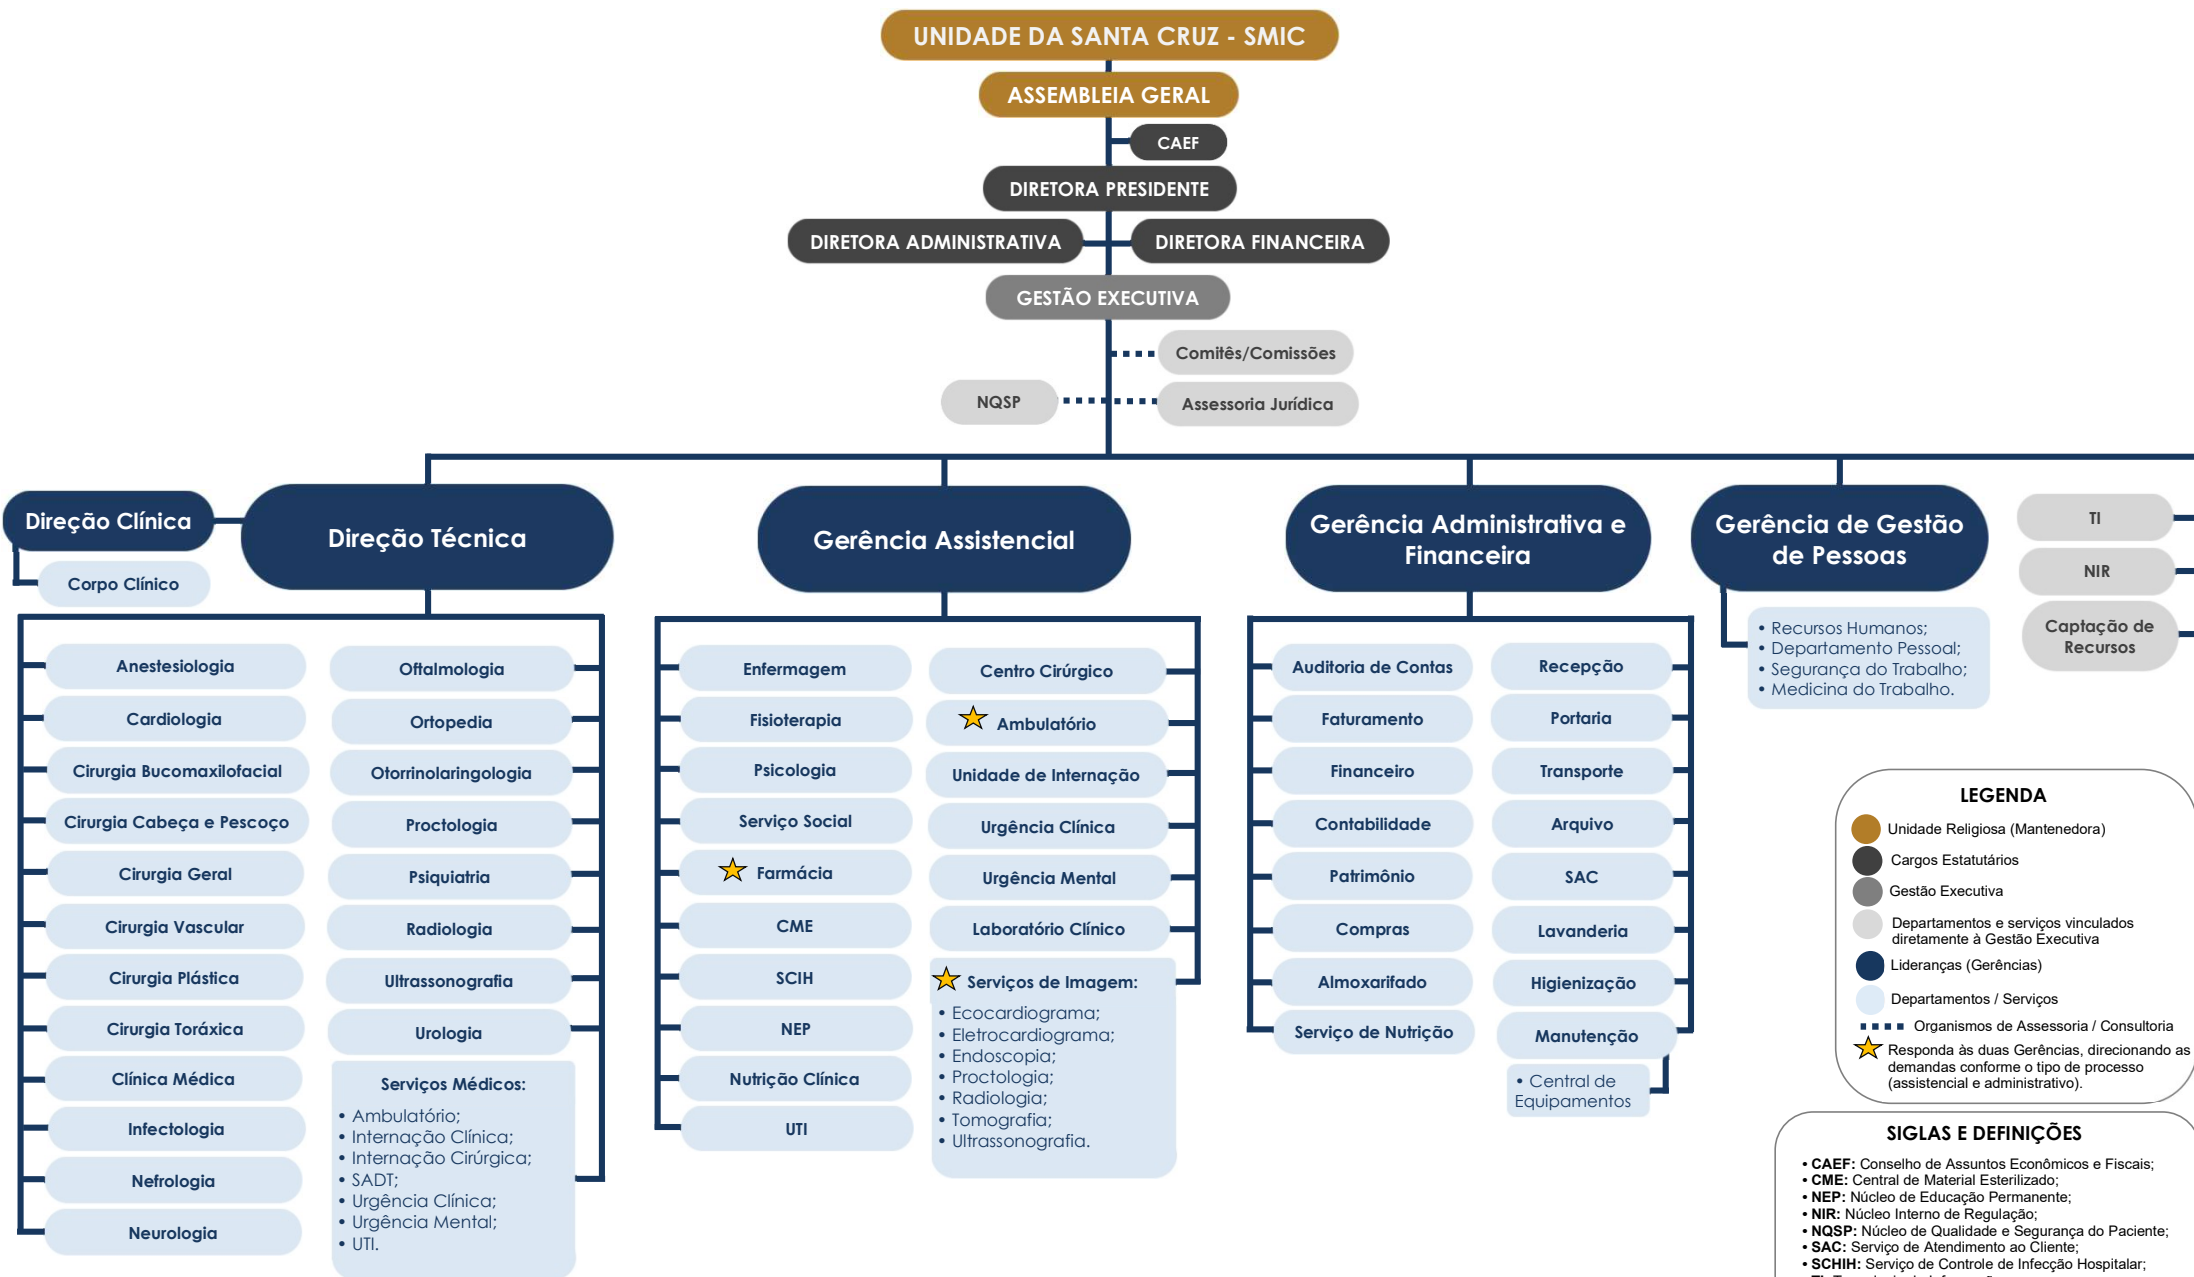 UNIDADE DA SANTA CRUZ - SMIC
ASSEMBLEIA GERAL
CAEF
DIRETORA PRESIDENTE
DIRETORA ADMINISTRATIVA
DIRETORA FINANCEIRA
GESTÃO EXECUTIVA
Comitês/Comissões
NQSP
Assessoria Jurídica
Direção Clínica
Corpo Clínico
Direção Técnica
Anestesiologia
Cardiologia
Cirurgia Bucomaxilofacial
Cirurgia Cabeça e Pescoço
Cirurgia Geral
Cirurgia Vascular
Cirurgia Plástica
Cirurgia Toráxica
Clínica Médica
Infectologia
Nefrologia
Neurologia
Oftalmologia
Ortopedia
Otorrinolaringologia
Proctologia
Psiquiatria
Radiologia
Ultrassonografia
Urologia
Serviços Médicos:
• Ambulatório;
• Internação Clínica;
• Internação Cirúrgica;
• SADT;
• Urgência Clínica;
• Urgência Mental;
• UTI.
Gerência Assistencial
Enfermagem
Fisioterapia
Psicologia
Serviço Social
Farmácia
CME
SCIH
NEP
Nutrição Clínica
UTI
Centro Cirúrgico
Ambulatório
Unidade de Internação
Urgência Clínica
Urgência Mental
Laboratório Clínico
Serviços de Imagem:
• Ecocardiograma;
• Eletrocardiograma;
• Endoscopia;
• Proctologia;
• Radiologia;
• Tomografia;
• Ultrassonografia.
Gerência Administrativa e
Financeira
Auditoria de Contas
Faturamento
Financeiro
Contabilidade
Patrimônio
Compras
Almoxarifado
Serviço de Nutrição
Recepção
Portaria
Transporte
Arquivo
SAC
Lavanderia
Higienização
Manutenção
• Central de
Equipamentos
Gerência de Gestão
de Pessoas
• Recursos Humanos;
• Departamento Pessoal;
• Segurança do Trabalho;
• Medicina do Trabalho.
TI
NIR
Captação de
Recursos
LEGENDA
Unidade Religiosa (Mantenedora)
Cargos Estatutários
Gestão Executiva
Departamentos e serviços vinculados
diretamente à Gestão Executiva
Lideranças (Gerências)
Departamentos / Serviços
Organismos de Assessoria / Consultoria
Responda às duas Gerências, direcionando as
demandas conforme o tipo de processo
(assistencial e administrativo).
SIGLAS E DEFINIÇÕES
• CAEF: Conselho de Assuntos Econômicos e Fiscais;
• CME: Central de Material Esterilizado;
• NEP: Núcleo de Educação Permanente;
• NIR: Núcleo Interno de Regulação;
• NQSP: Núcleo de Qualidade e Segurança do Paciente;
• SAC: Serviço de Atendimento ao Cliente;
• SCHIH: Serviço de Controle de Infecção Hospitalar;